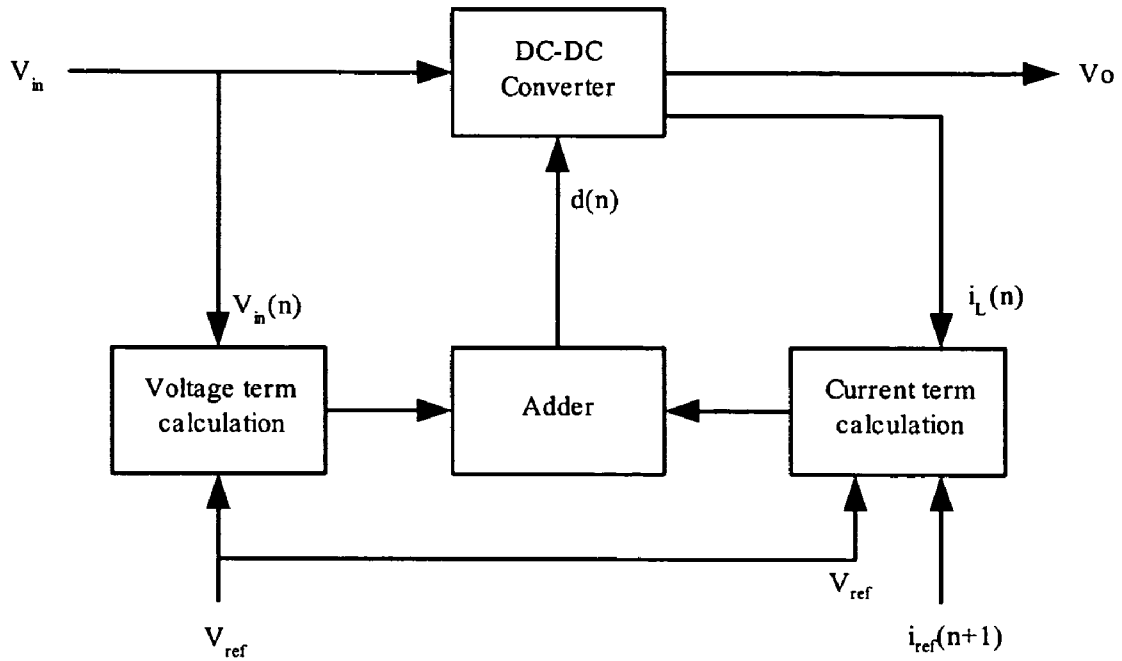 DC-DC
Converter
V_in
Vo
d(n)
V_in(n)
i_L(n)
Voltage term
calculation
Adder
Current term
calculation
V_ref
V_ref
i_ref(n+1)